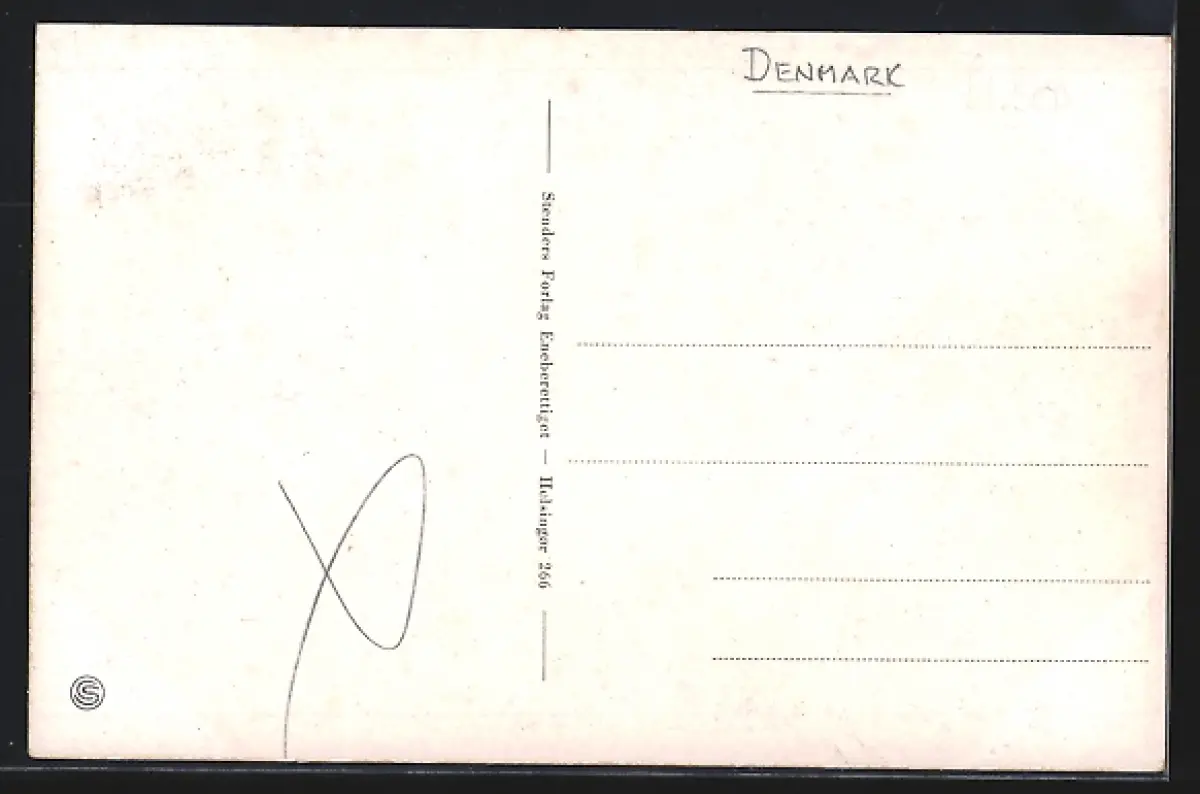 DENMARK
Stenders Forlag Eneberettiget — Helsingør 266